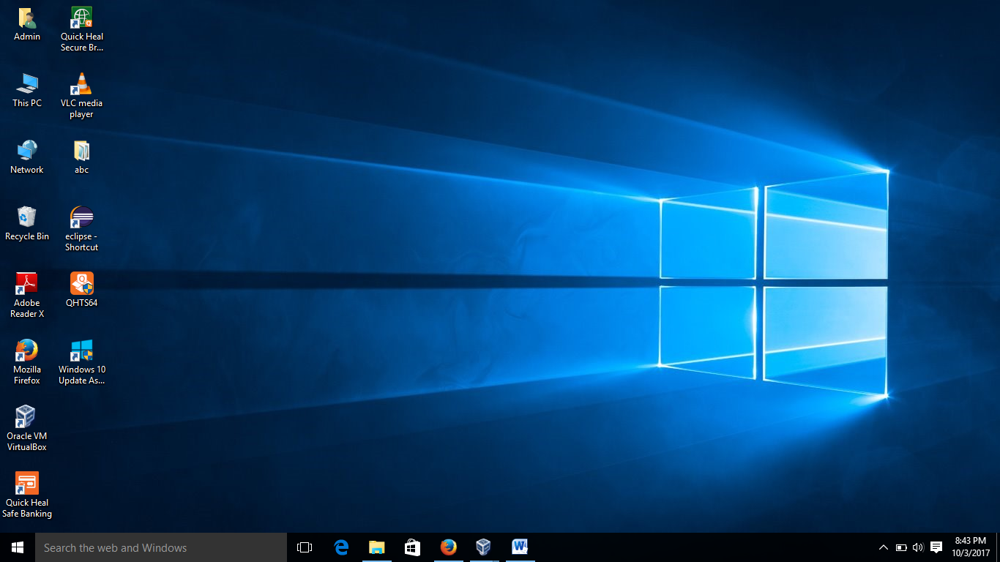 Admin
Quick Heal
Secure Br...
This PC
VLC media
player
Network
abc
Recycle Bin
eclipse -
Shortcut
Adobe
Reader X
QHTS64
Mozilla
Firefox
Windows 10
Update As...
Oracle VM
VirtualBox
Quick Heal
Safe Banking
Search the web and Windows
8:43 PM
10/3/2017